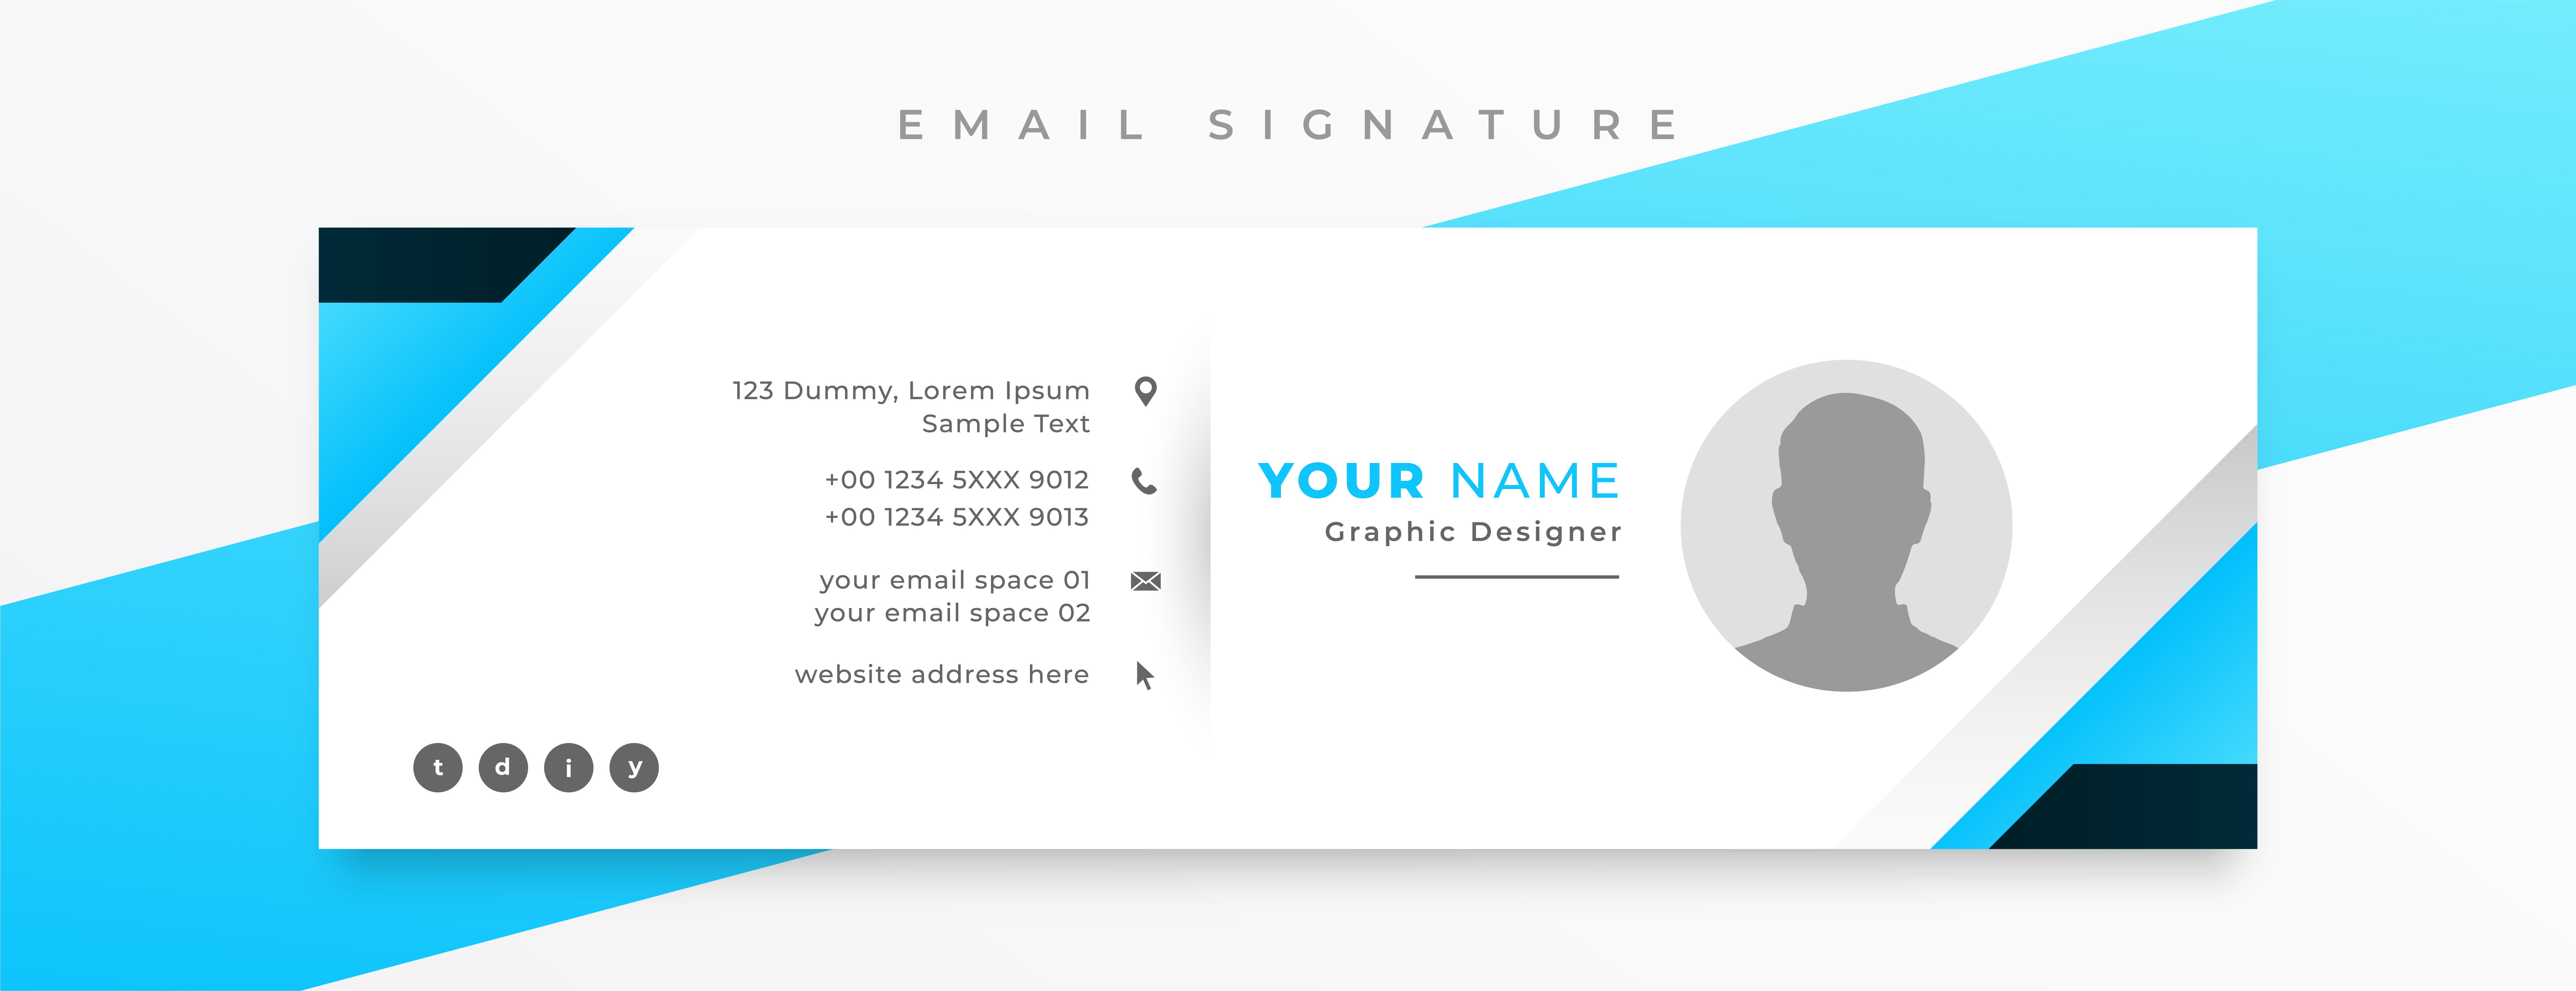 EMAIL SIGNATURE
123 Dummy, Lorem Ipsum
Sample Text
+00 1234 5XXX 9012
+00 1234 5XXX 9013
your email space 01
your email space 02
website address here
t d i y
YOUR NAME
Graphic Designer